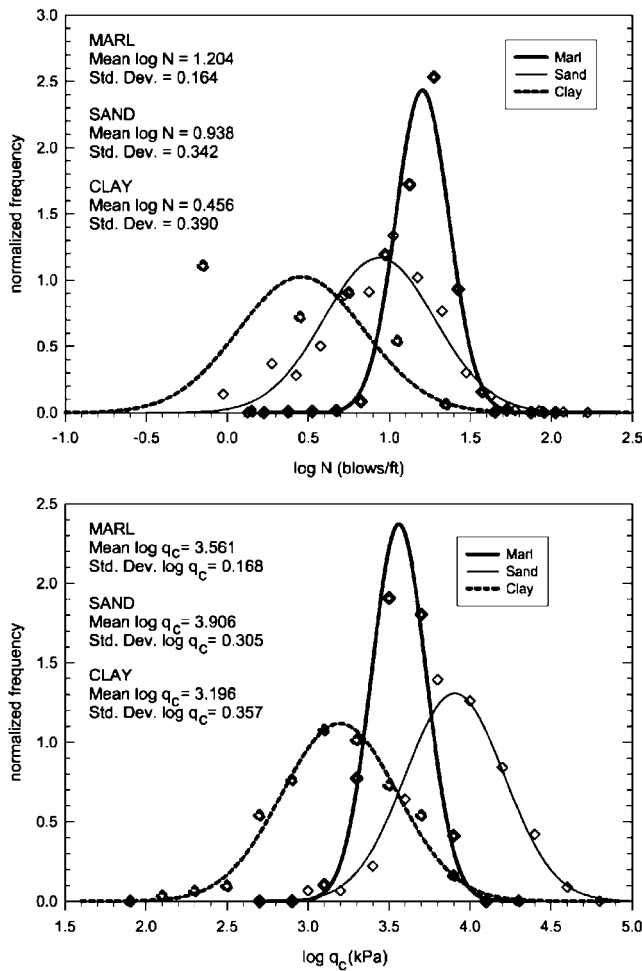 MARL
Mean log N = 1.204
Std. Dev. = 0.164
SAND
Mean log N = 0.938
Std. Dev. = 0.342
CLAY
Mean log N = 0.456
Std. Dev. = 0.390
Marl
Sand
Clay
normalized frequency
3.0
2.5
2.0
1.5
1.0
0.5
0.0
-1.0 -0.5 0.0 0.5 1.0 1.5 2.0 2.5
log N (blows/ft)
MARL
Mean log qc= 3.561
Std. Dev. log qc = 0.168
SAND
Mean log qc= 3.906
Std. Dev. log qc = 0.305
CLAY
Mean log qc= 3.196
Std. Dev. log qc = 0.357
Marl
Sand
Clay
normalized frequency
2.5
2.0
1.5
1.0
0.5
0.0
1.5 2.0 2.5 3.0 3.5 4.0 4.5 5.0
log qc(kPa)